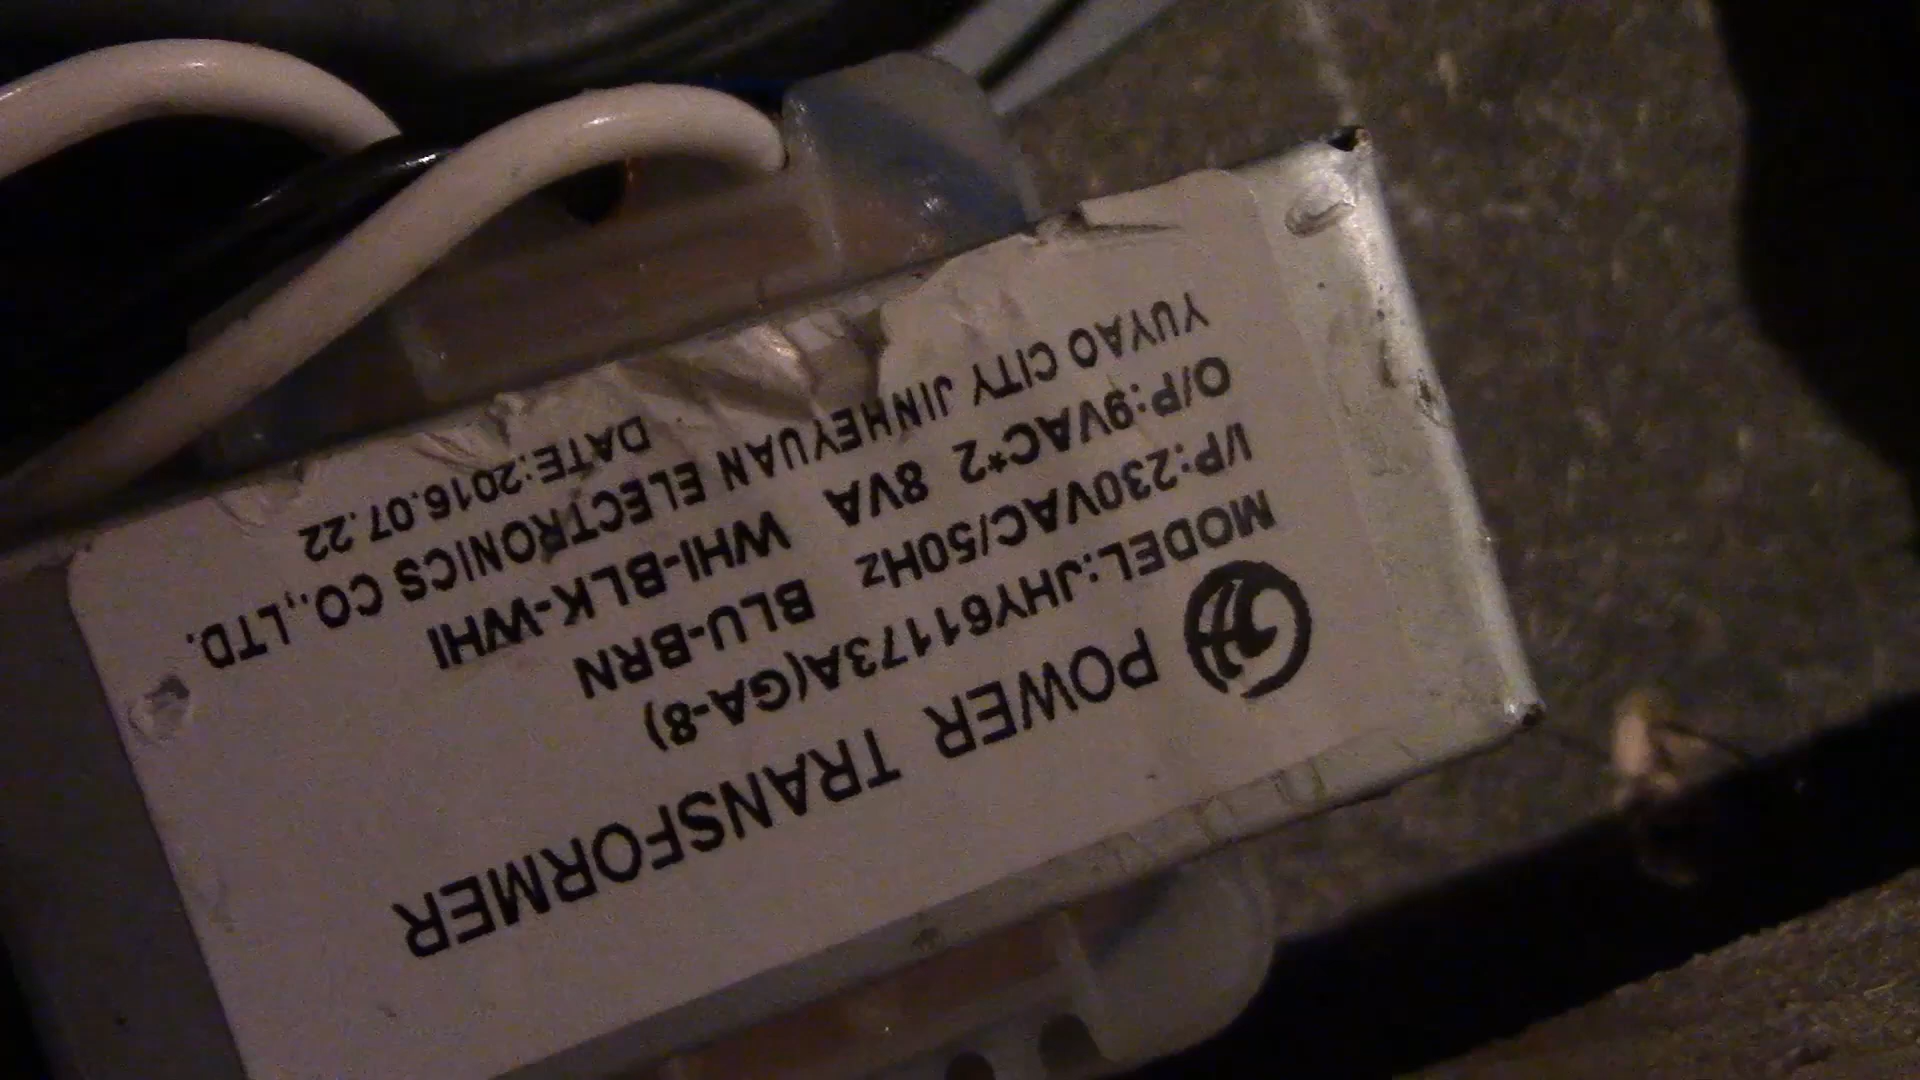 POWER TRANSFORMER
MODEL:JHY61173A(GA-8)
I/P:230VAC/50Hz BLU-BRN
O/P:9VAC*2 8VA WHI-BLK-WHI
YUYAO CITY JINHEYUAN ELECTRONICS CO.,LTD.
DATE:2016.07.22